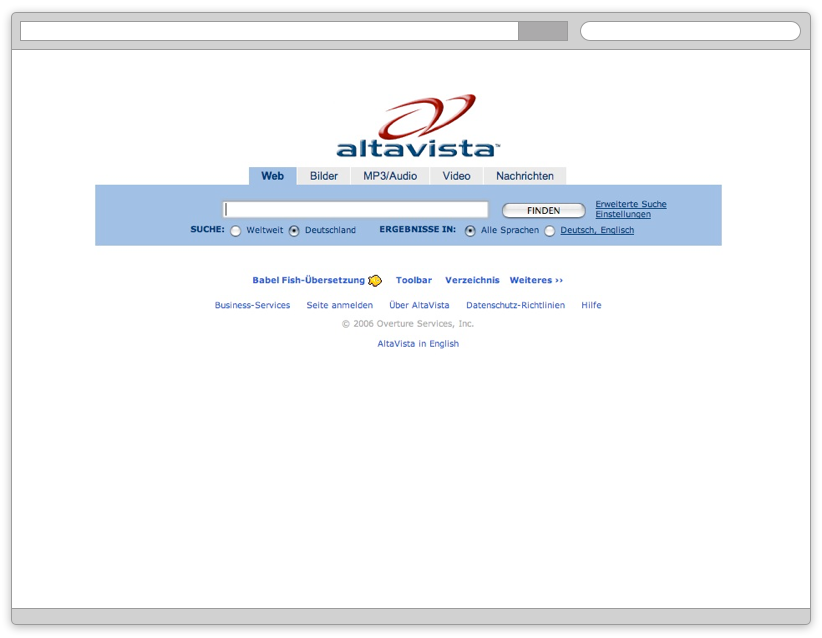 altavista™
Web Bilder MP3/Audio Video Nachrichten
FINDEN
Erweiterte Suche
Einstellungen
SUCHE: Weltweit Deutschland ERGEBNISSE IN: Alle Sprachen Deutsch, Englisch
Babel Fish-Übersetzung Toolbar Verzeichnis Weiteres ››
Business-Services Seite anmelden Über AltaVista Datenschutz-Richtlinien Hilfe
© 2006 Overture Services, Inc.
AltaVista in English